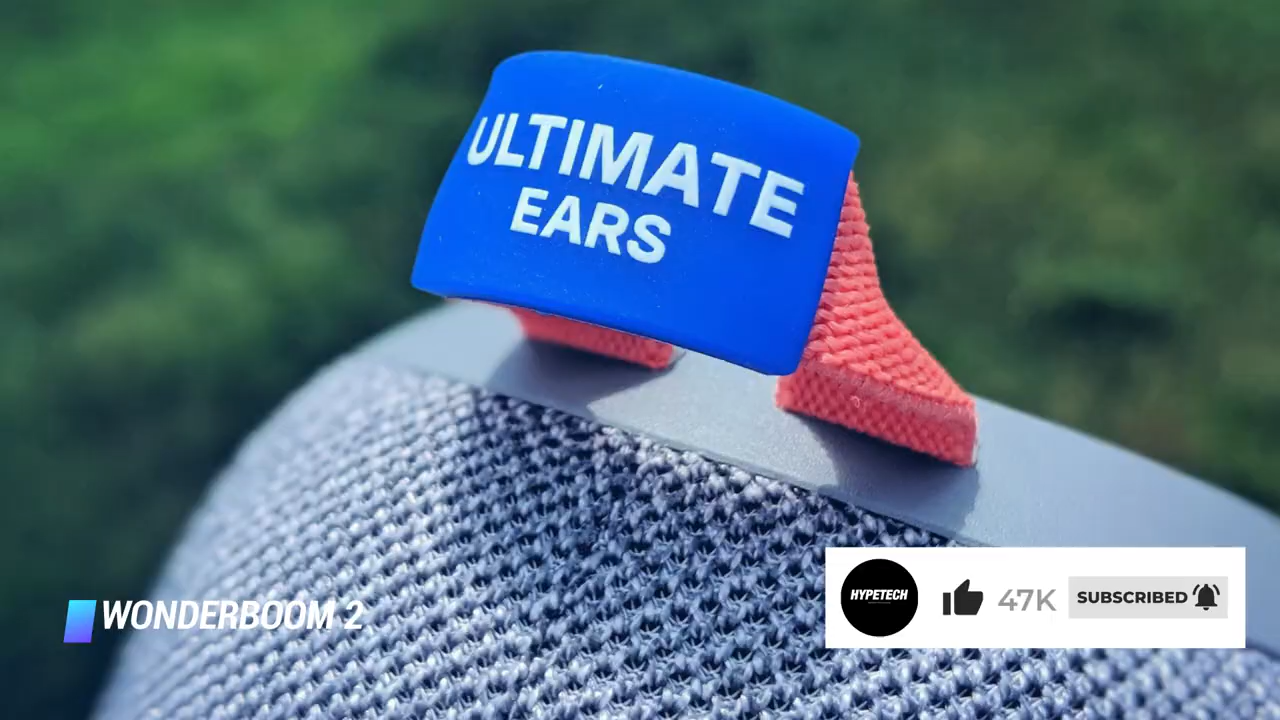 ULTIMATE
EARS
WONDERBOOM 2
HYPETECH
47K
SUBSCRIBED